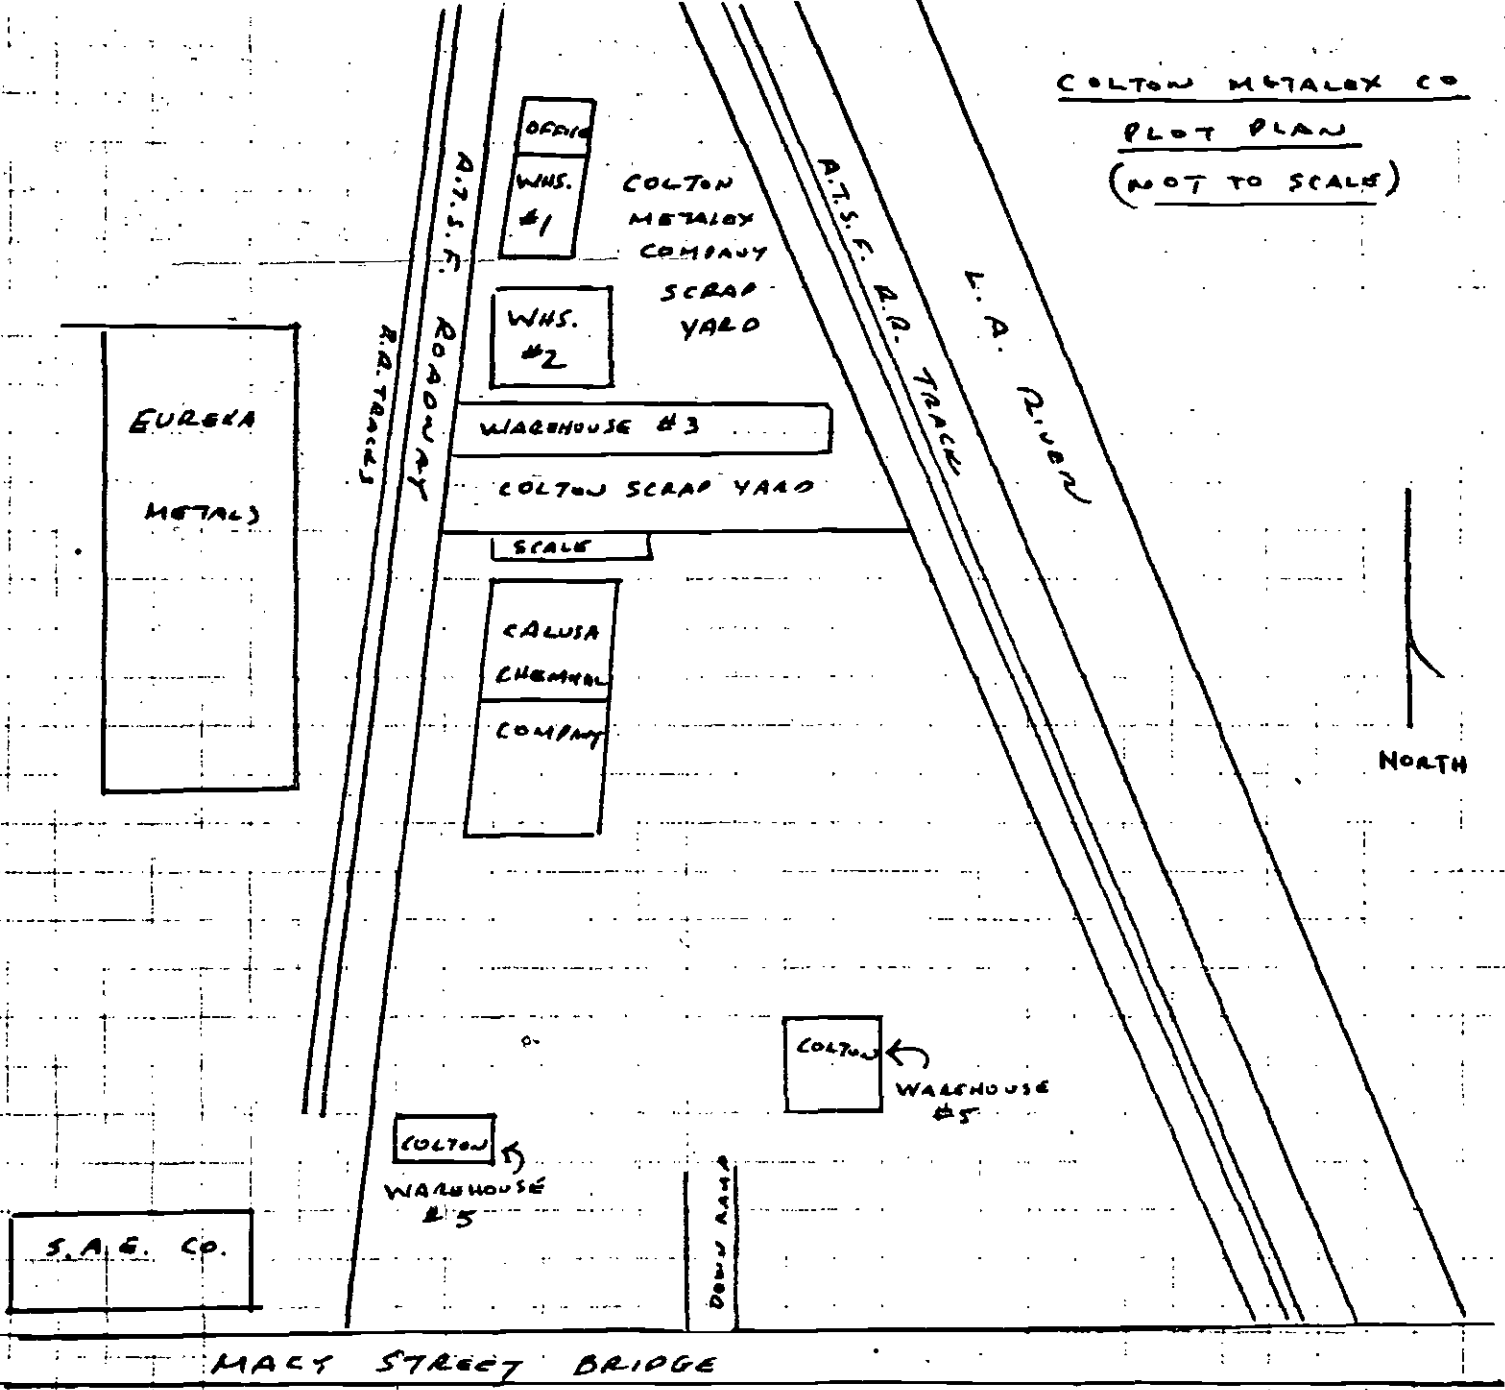 COLTON METALEX CO
PLOT PLAN
(NOT TO SCALE)
OFFICE
WHS.
#1
COLTON
METALEX
COMPANY
SCRAP
YARD
A.T.S.F. ROADWAY
R.R. TRACKS
A.T.S.F. R.R. TRACK
L.A. RIVER
WHS.
#2
WAREHOUSE #3
COLTON SCRAP YARD
SCALE
EUREKA
METALS
CALUSA
CHEMICAL
COMPANY
NORTH
COLTON
WAREHOUSE
#5
COLTON
WAREHOUSE
#5
DOWN RAMP
S.A.E. CO.
MACY STREET BRIDGE